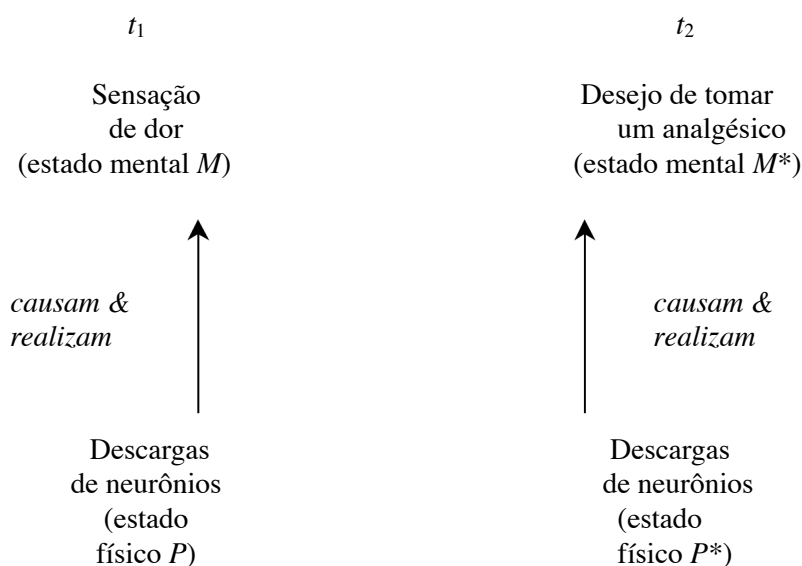 t₁
t₂
Sensação
de dor
(estado mental M)
Desejo de tomar
um analgésico
(estado mental M*)
causam &
realizam
causam &
realizam
Descargas
de neurônios
(estado
físico P)
Descargas
de neurônios
(estado
físico P*)